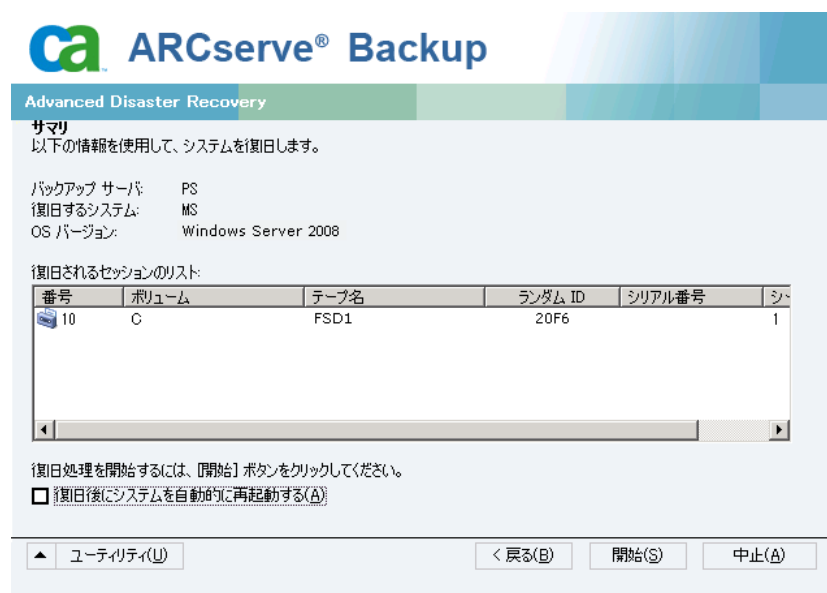 ca ARCserve® Backup
Advanced Disaster Recovery
サマリ
以下の情報を使用して、システムを復旧します。
バックアップ サーバ: PS
復旧するシステム: MS
OS バージョン: Windows Server 2008
復旧されるセッションのリスト:
番号 ボリューム テープ名 ランダム ID シリアル番号 シ
10 C FSD1 20F6 1
復旧処理を開始するには、[開始] ボタンをクリックしてください。
復旧後にシステムを自動的に再起動する(A)
ユーティリティ(U) < 戻る(B) 開始(S) 中止(A)